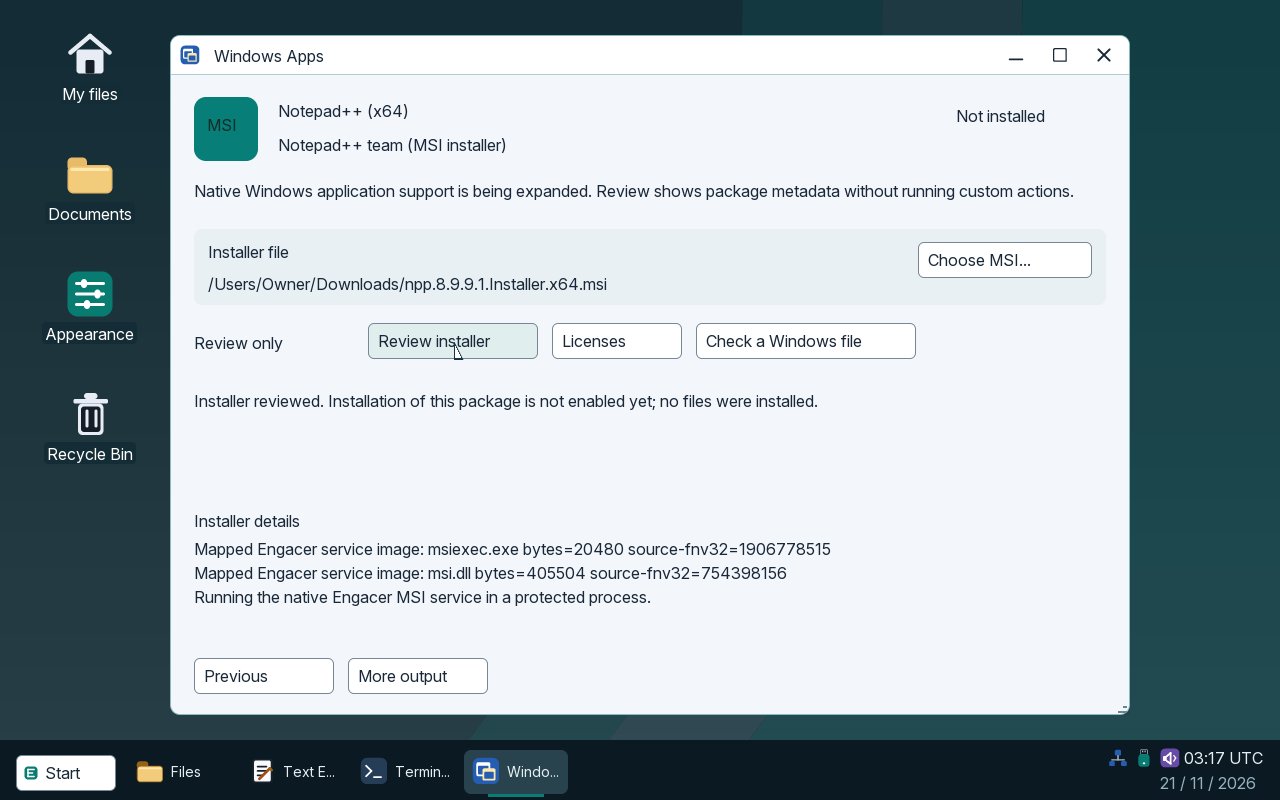 My files
Documents
Appearance
Recycle Bin
Windows Apps
MSI
Notepad++ (x64)
Notepad++ team (MSI installer)
Not installed
Native Windows application support is being expanded. Review shows package metadata without running custom actions.
Installer file
/Users/Owner/Downloads/npp.8.9.9.1.Installer.x64.msi
Choose MSI...
Review only
Review installer
Licenses
Check a Windows file
Installer reviewed. Installation of this package is not enabled yet; no files were installed.
Installer details
Mapped Engacer service image: msiexec.exe bytes=20480 source-fnv32=1906778515
Mapped Engacer service image: msi.dll bytes=405504 source-fnv32=754398156
Running the native Engacer MSI service in a protected process.
Previous
More output
E Start
Files
Text E...
Termin...
Windo...
03:17 UTC
21 / 11 / 2026